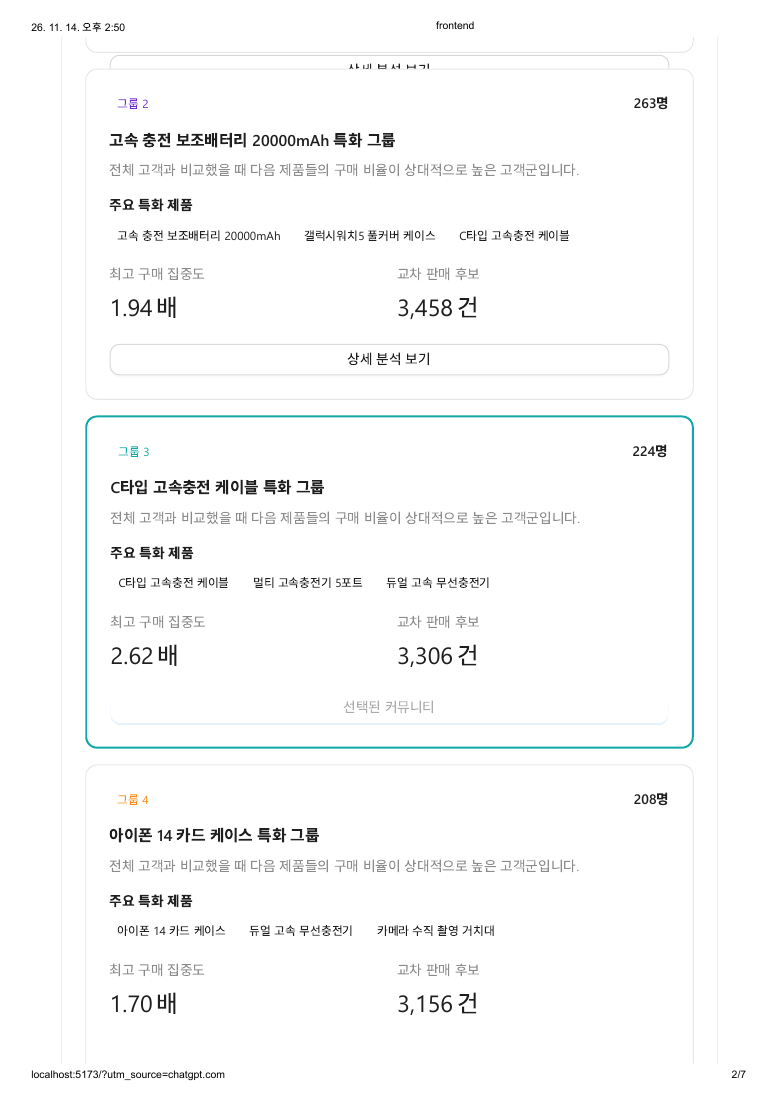 26. 11. 14. 오후 2:50
frontend
상세 분석 보기
그룹 2
263명
고속 충전 보조배터리 20000mAh 특화 그룹
전체 고객과 비교했을 때 다음 제품들의 구매 비율이 상대적으로 높은 고객군입니다.
주요 특화 제품
고속 충전 보조배터리 20000mAh 갤럭시워치5 풀커버 케이스 C타입 고속충전 케이블
최고 구매 집중도 교차 판매 후보
1.94 배 3,458 건
상세 분석 보기
그룹 3
224명
C타입 고속충전 케이블 특화 그룹
전체 고객과 비교했을 때 다음 제품들의 구매 비율이 상대적으로 높은 고객군입니다.
주요 특화 제품
C타입 고속충전 케이블 멀티 고속충전기 5포트 듀얼 고속 무선충전기
최고 구매 집중도 교차 판매 후보
2.62 배 3,306 건
선택된 커뮤니티
그룹 4
208명
아이폰 14 카드 케이스 특화 그룹
전체 고객과 비교했을 때 다음 제품들의 구매 비율이 상대적으로 높은 고객군입니다.
주요 특화 제품
아이폰 14 카드 케이스 듀얼 고속 무선충전기 카메라 수직 촬영 거치대
최고 구매 집중도 교차 판매 후보
1.70 배 3,156 건
localhost:5173/?utm_source=chatgpt.com
2/7